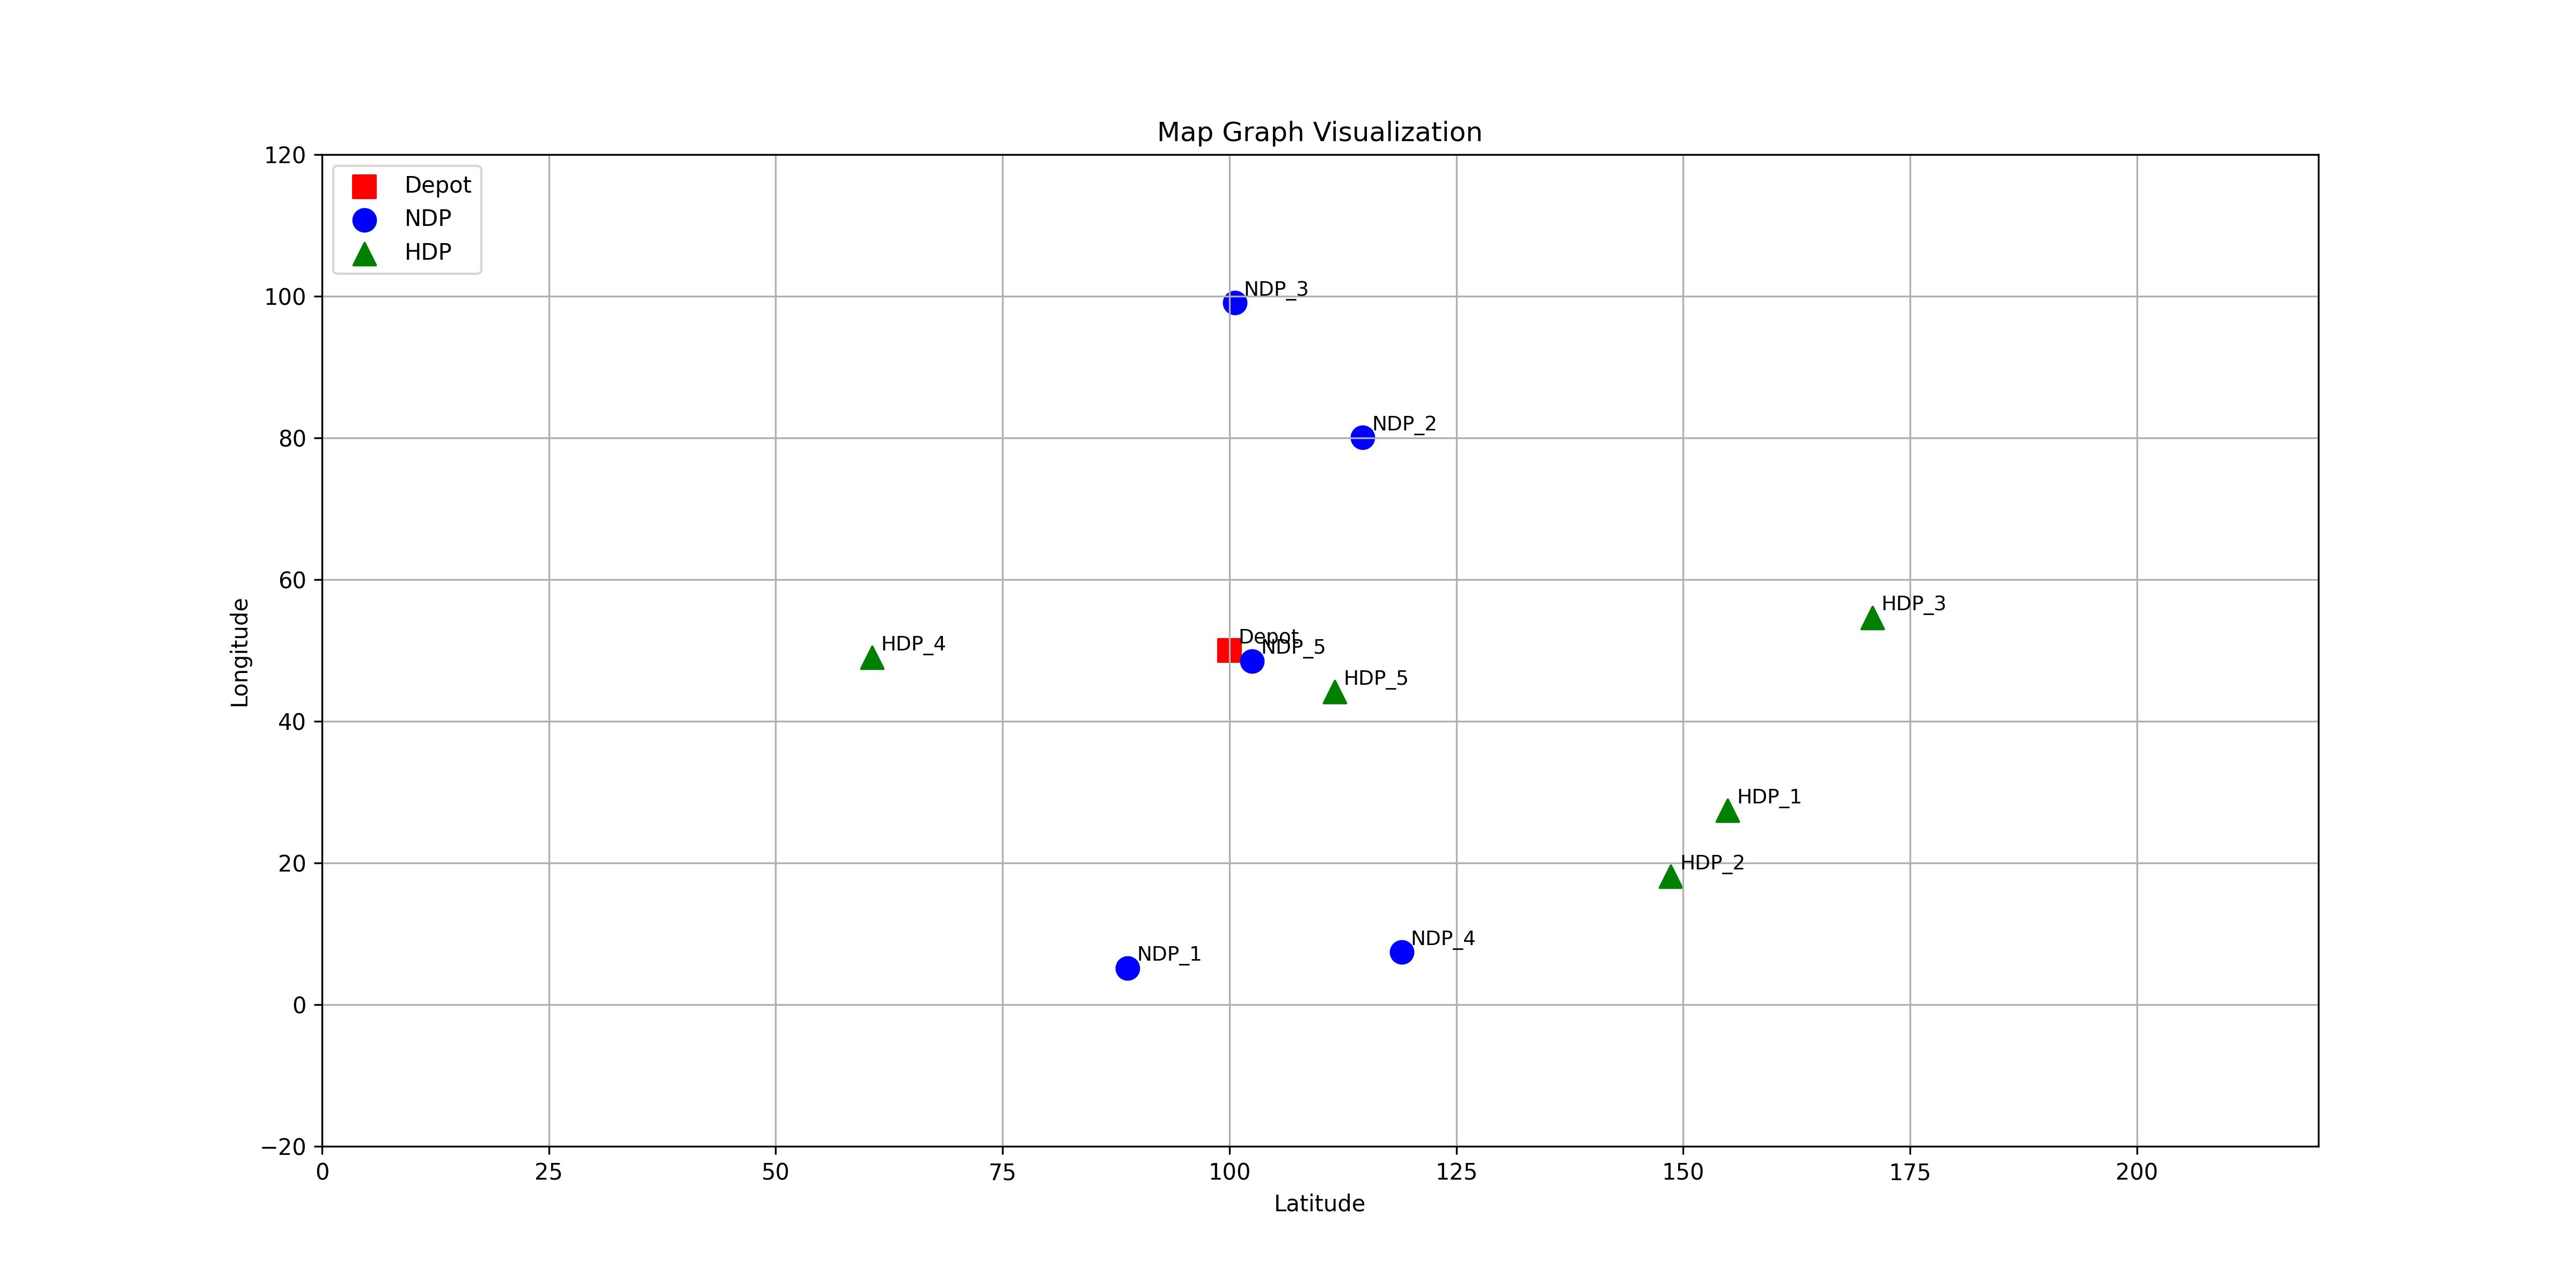 Map Graph Visualization
120
100
80
60
40
20
0
−20
Longitude
Depot
NDP
HDP
NDP_3
NDP_2
HDP_3
Depot
HDP_4
NDP_5
HDP_5
HDP_1
HDP_2
NDP_4
NDP_1
0 25 50 75 100 125 150 175 200
Latitude